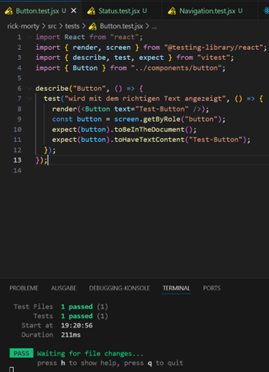 Button.test.jsx U
Status.test.jsx U
Navigation.test.jsx U
rick-morty > src > tests > Button.test.jsx > ...
1 import React from "react";
2 import { render, screen } from "@testing-library/react";
3 import { describe, test, expect } from "vitest";
4 import { Button } from "../components/button";
5
6 describe("Button", () => {
7 test("wird mit dem richtigen Text angezeigt", () => {
8 render(<Button text="Test-Button" />);
9 const button = screen.getByRole("button");
10 expect(button).toBeInTheDocument();
11 expect(button).toHaveTextContent("Test-Button");
12 });
13 });
14
PROBLEME AUSGABE DEBUGGING-KONSOLE TERMINAL PORTS
Test Files 1 passed (1)
Tests 1 passed (1)
Start at 19:20:56
Duration 211ms
PASS Waiting for file changes...
press h to show help, press q to quit